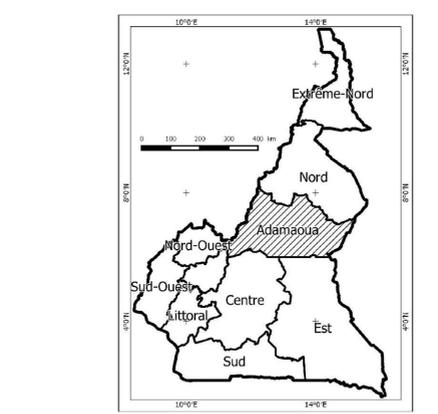 10°0'E 14°0'E
12°0'N 12°0'N
Extrême-Nord
0 100 200 300 400 km
Nord
8°0'N 8°0'N
Adamaoua
Nord-Ouest
Sud-Ouest
Centre
Littoral
4°0'N 4°0'N
Est
Sud
10°0'E 14°0'E